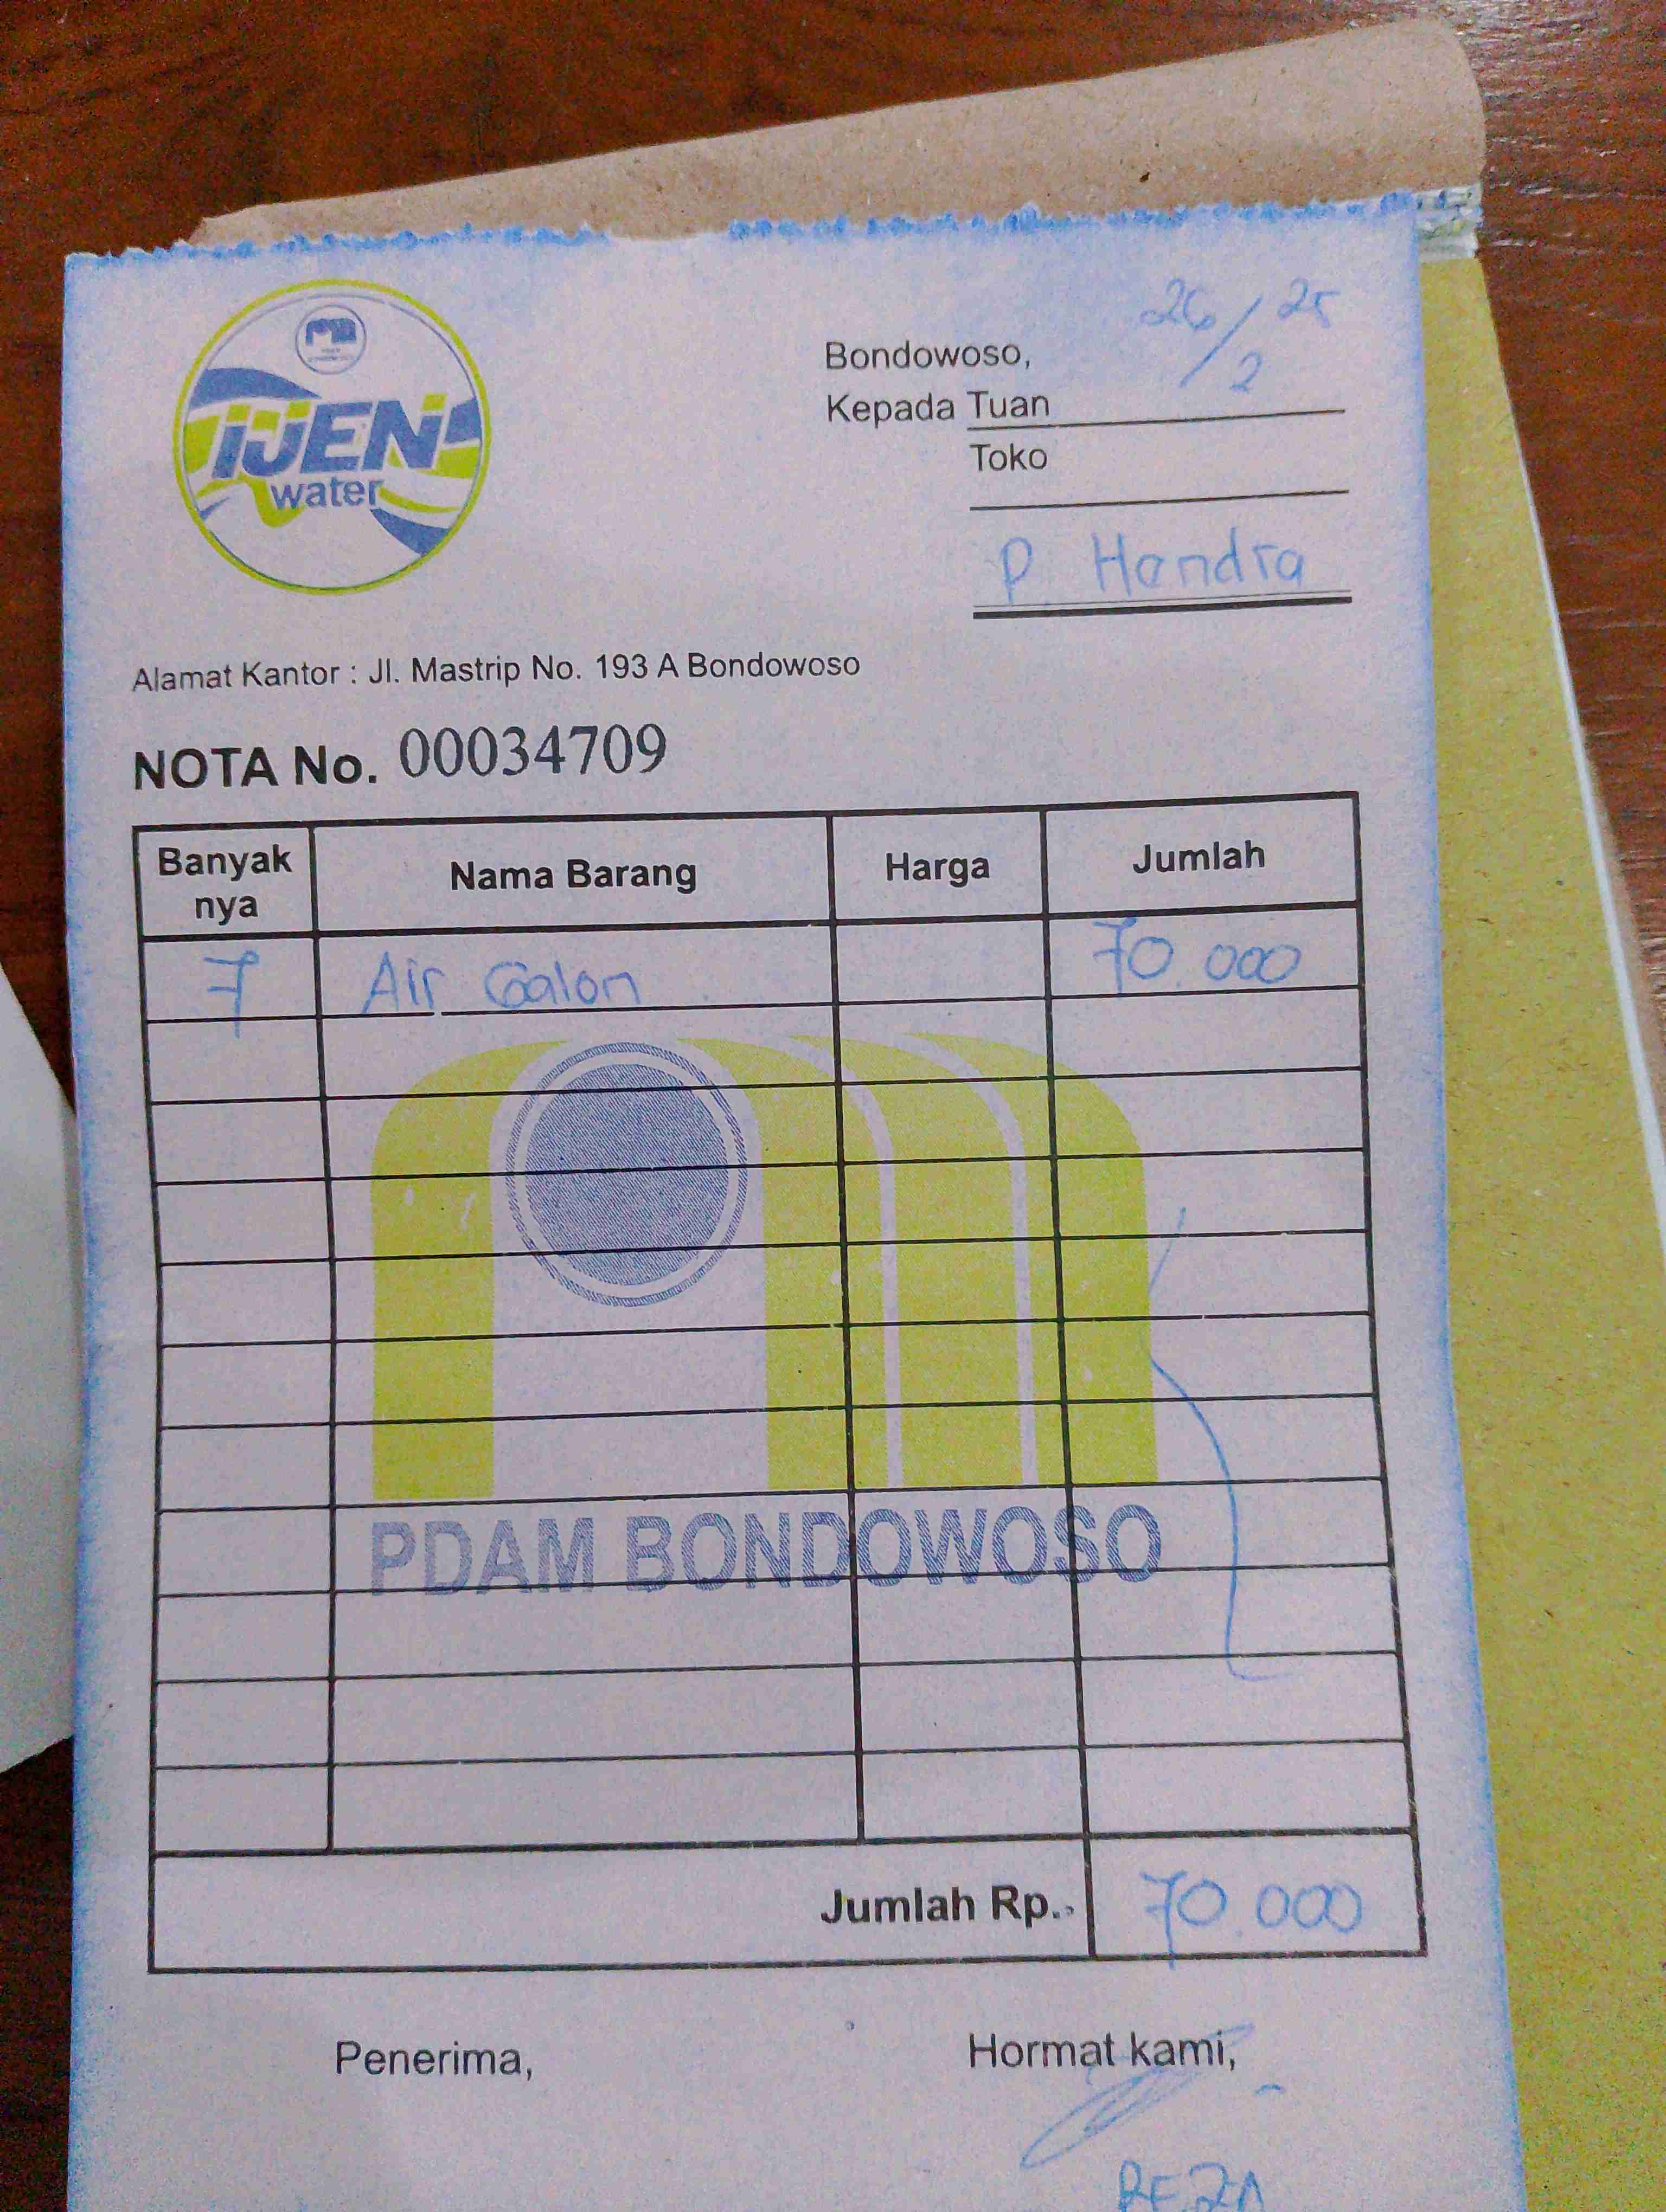 IJEN
water
26/2 25
Bondowoso,
Kepada Tuan
Toko
P. Hendra
Alamat Kantor : Jl. Mastrip No. 193 A Bondowoso
NOTA No. 00034709
Banyak nya Nama Barang Harga Jumlah
7 Air Galon 70.000
PDAM BONDOWOSO
Jumlah Rp. 70.000
Penerima, Hormat kami,
REZA